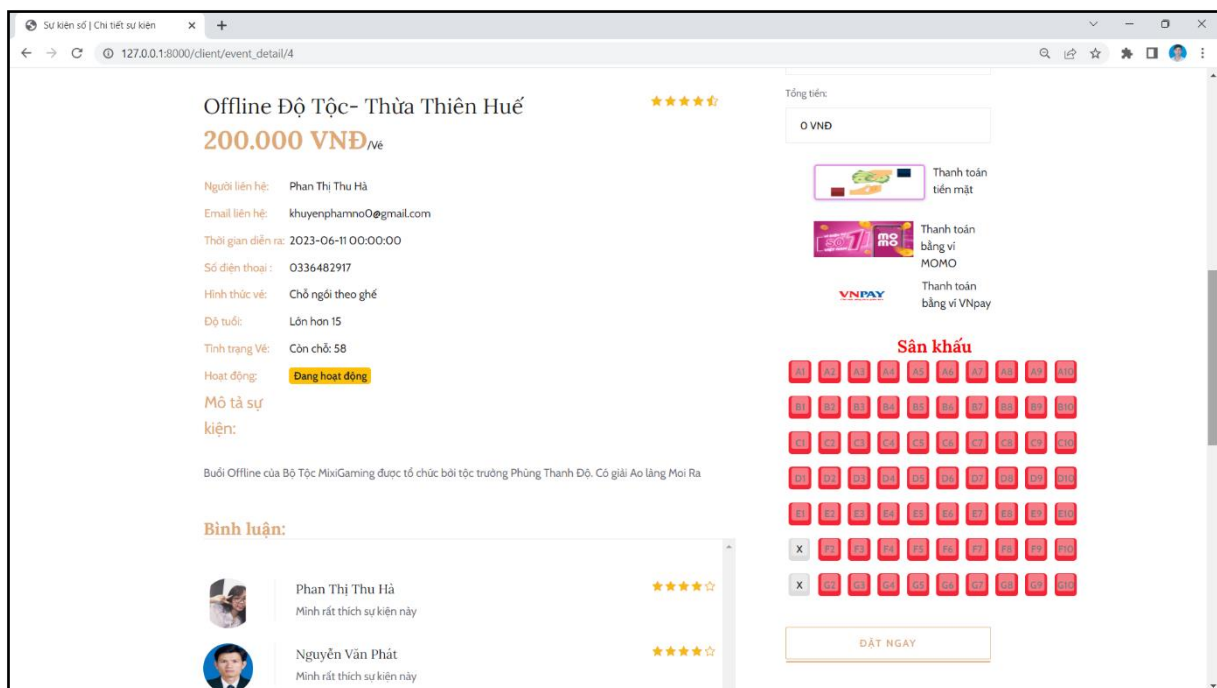 Sự kiện số | Chi tiết sự kiện
127.0.0.1:8000/client/event_detail/4
Offline Độ Tộc- Thừa Thiên Huế
200.000 VNĐ/Vé
Người liên hệ: Phan Thị Thu Hà
Email liên hệ: khuyenphamno0@gmail.com
Thời gian diễn ra: 2023-06-11 00:00:00
Số điện thoại : 0336482917
Hình thức vé: Chỗ ngồi theo ghế
Độ tuổi: Lớn hơn 15
Tình trạng Vé: Còn chỗ: 58
Hoạt động: Đang hoạt động
Mô tả sự
kiện:
Buổi Offline của Bộ Tộc MixiGaming được tổ chức bởi tộc trưởng Phùng Thanh Độ. Có giải Ao làng Moi Ra
Bình luận:
Phan Thị Thu Hà
Mình rất thích sự kiện này
Nguyễn Văn Phát
Mình rất thích sự kiện này
Tổng tiền:
0 VNĐ
Thanh toán
tiền mặt
SỐ 1
mo
mo
Thanh toán
bằng ví
MOMO
VNPAY
Thanh toán
bằng ví VNpay
Sân khấu
A1 A2 A3 A4 A5 A6 A7 A8 A9 A10
B1 B2 B3 B4 B5 B6 B7 B8 B9 B10
C1 C2 C3 C4 C5 C6 C7 C8 C9 C10
D1 D2 D3 D4 D5 D6 D7 D8 D9 D10
E1 E2 E3 E4 E5 E6 E7 E8 E9 E10
X F2 F3 F4 F5 F6 F7 F8 F9 F10
X G2 G3 G4 G5 G6 G7 G8 G9 G10
ĐẶT NGAY